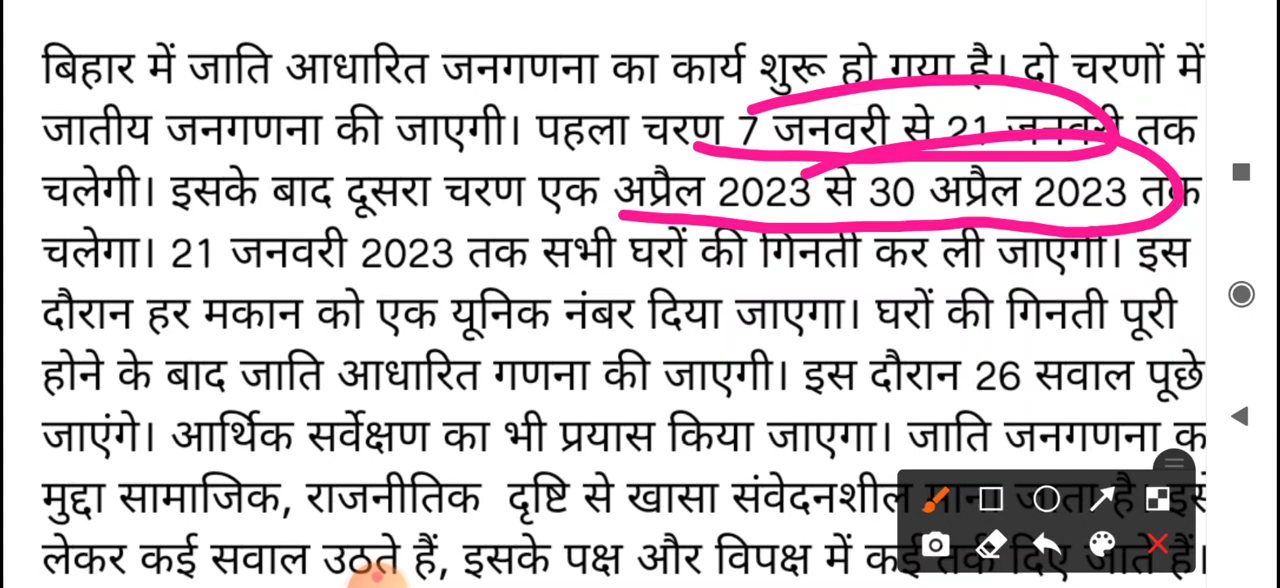 बिहार में जाति आधारित जनगणना का कार्य शुरू हो गया है। दो चरणों में
जातीय जनगणना की जाएगी। पहला चरण 7 जनवरी से 21 जनवरी तक
चलेगी। इसके बाद दूसरा चरण एक अप्रैल 2023 से 30 अप्रैल 2023 तक
चलेगा। 21 जनवरी 2023 तक सभी घरों की गिनती कर ली जाएगी। इस
दौरान हर मकान को एक यूनिक नंबर दिया जाएगा। घरों की गिनती पूरी
होने के बाद जाति आधारित गणना की जाएगी। इस दौरान 26 सवाल पूछे
जाएंगे। आर्थिक सर्वेक्षण का भी प्रयास किया जाएगा। जाति जनगणना
मुद्दा सामाजिक, राजनीतिक दृष्टि से खासा संवेदनशील माना जाता है
लेकर कई सवाल उठते हैं, इसके पक्ष और विपक्ष में कई तर्क दिए जाते हैं।